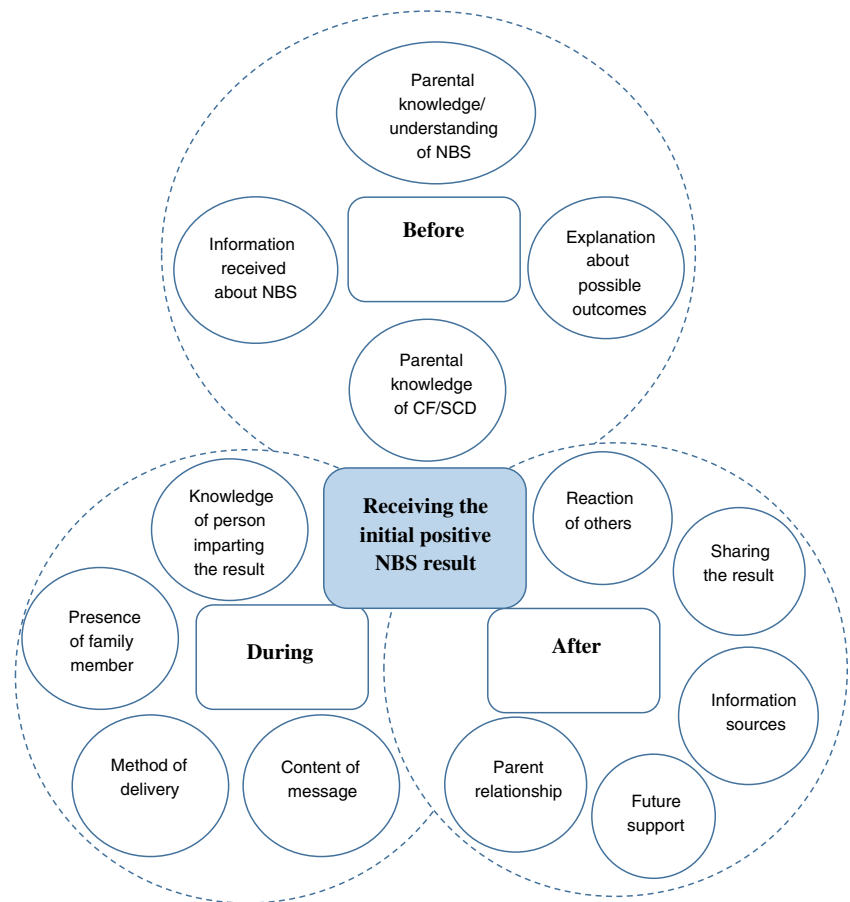 Parental
knowledge/
understanding
of NBS
Before
Information
received
about NBS
Explanation
about
possible
outcomes
Parental
knowledge
of CF/SCD
Receiving the
initial positive
NBS result
Knowledge
of person
imparting
the result
Presence
of family
member
During
Method of
delivery
Content of
message
Reaction
of others
Sharing
the result
After
Information
sources
Parent
relationship
Future
support